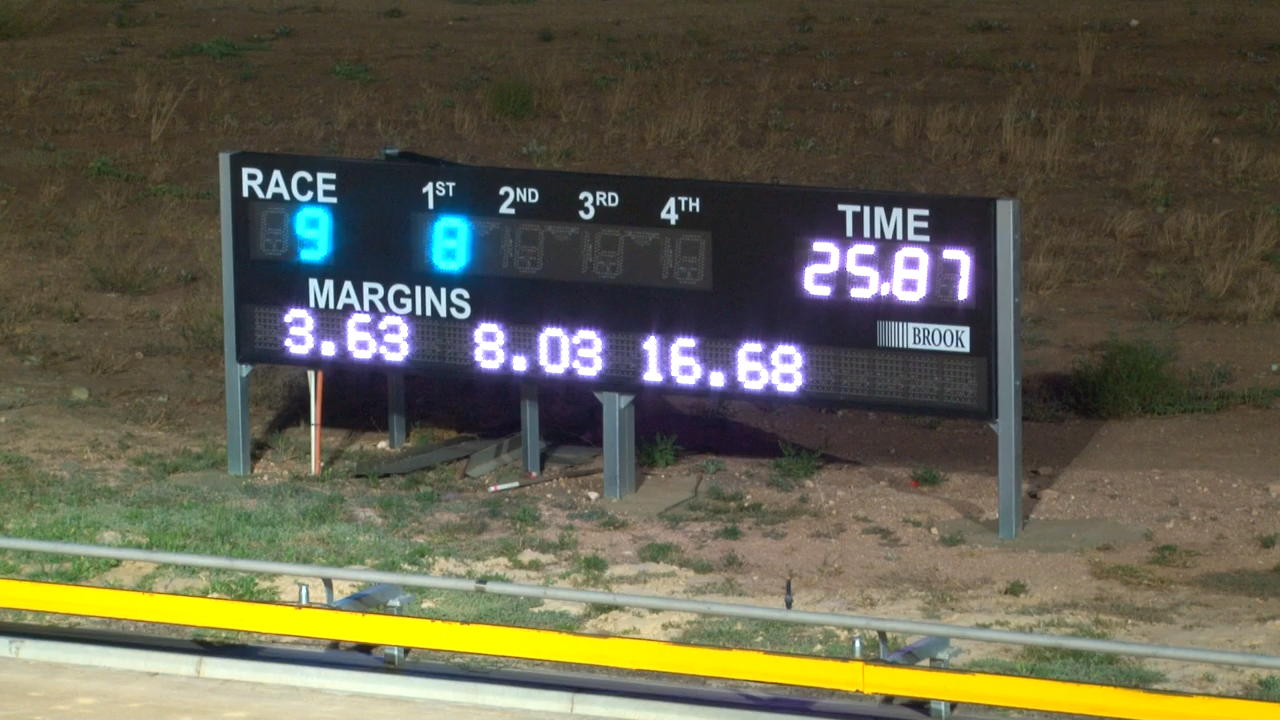 RACE 1ST 2ND 3RD 4TH TIME
9 8 25.87
MARGINS
3.63 8.03 16.68
BROOK